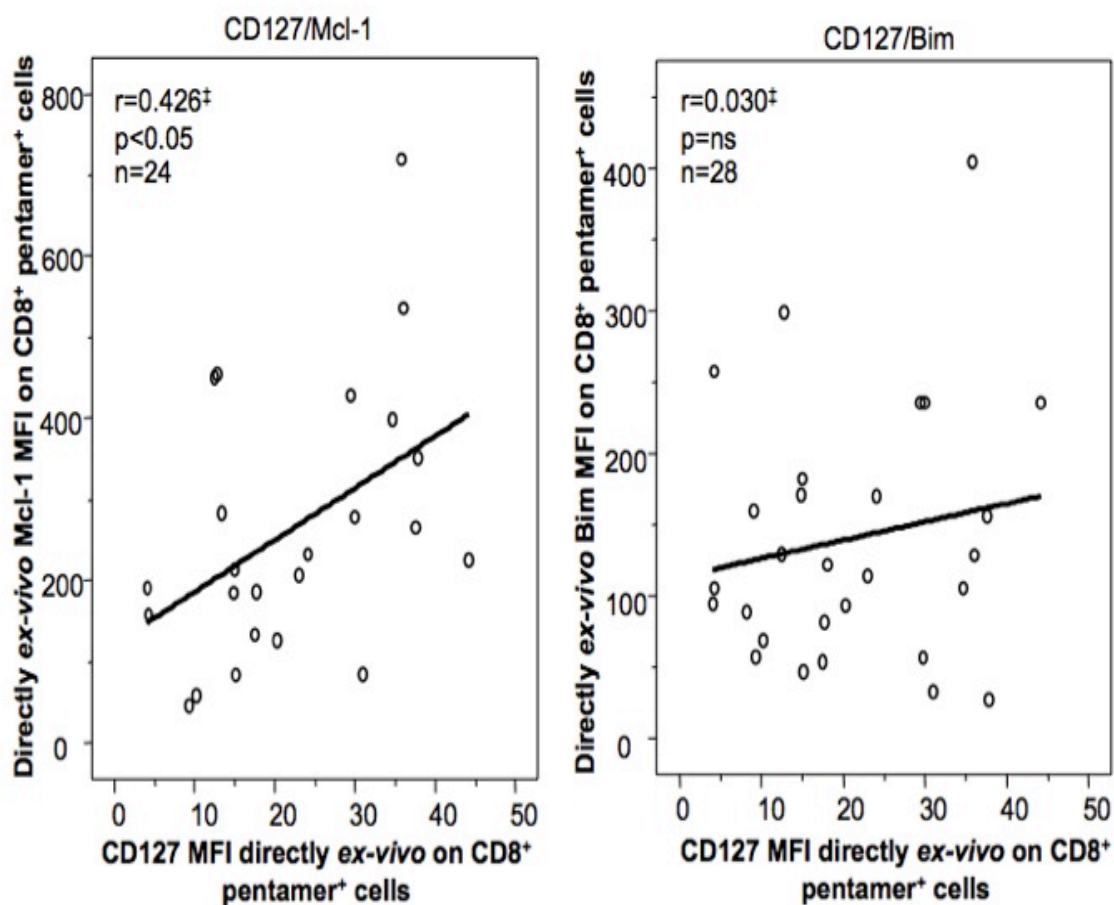 CD127/Mcl-1
r=0.426‡
p<0.05
n=24
Directly ex-vivo Mcl-1 MFI on CD8⁺ pentamer⁺ cells
800
600
400
200
0
0 10 20 30 40 50
CD127 MFI directly ex-vivo on CD8⁺
pentamer⁺ cells
CD127/Bim
r=0.030‡
p=ns
n=28
Directly ex-vivo Bim MFI on CD8⁺ pentamer⁺ cells
400
300
200
100
0
0 10 20 30 40 50
CD127 MFI directly ex-vivo on CD8⁺
pentamer⁺ cells